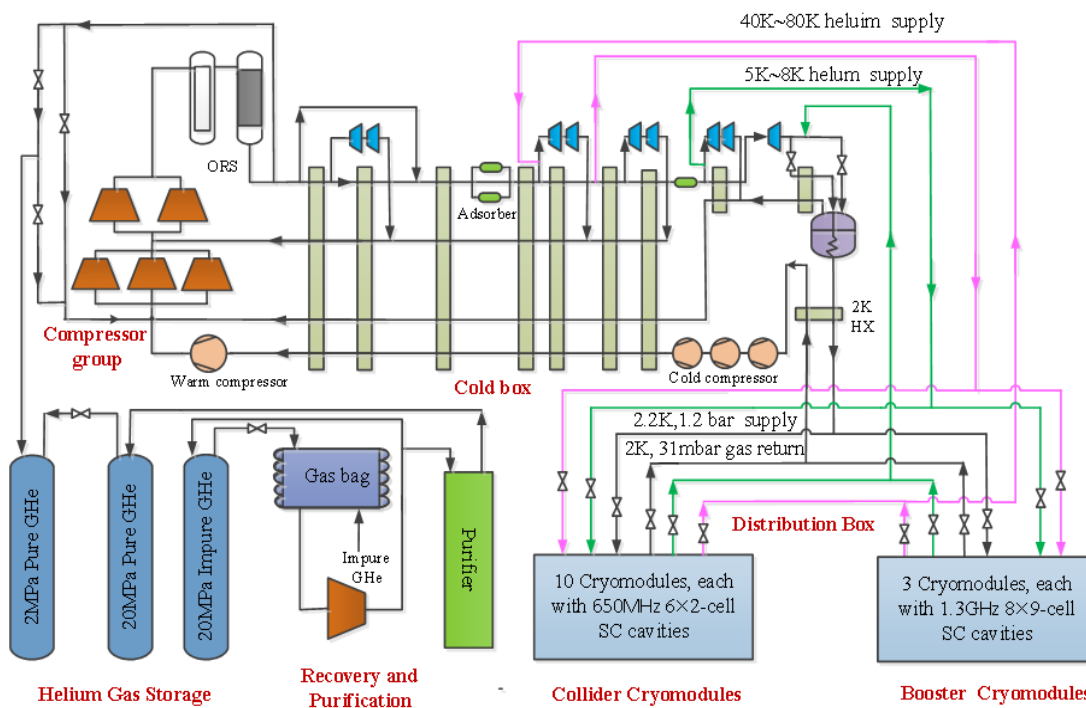 40K~80K heluim supply
5K~8K helum supply
ORS
Adsorber
2K
HX
Compressor
group
Warm compressor
Cold box
Cold compressor
2.2K,1.2 bar supply
2K, 31mbar gas return
2MPa Pure GHe
20MPa Pure GHe
20MPa Impure GHe
Gas bag
Impure
GHe
Purifier
Distribution Box
10 Cryomodules, each
with 650MHz 6×2-cell
SC cavities
3 Cryomodules, each
with 1.3GHz 8×9-cell
SC cavities
Helium Gas Storage
Recovery and
Purification
-
Collider Cryomodules
Booster Cryomodules